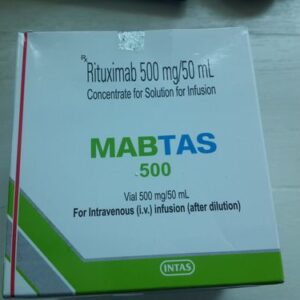 Rx Rituximab 500 mg/50 mL
Concentrate for Solution for Infusion
MABTAS
500
Vial 500 mg/50 mL
For Intravenous (i.v.) infusion (after dilution)
INTAS